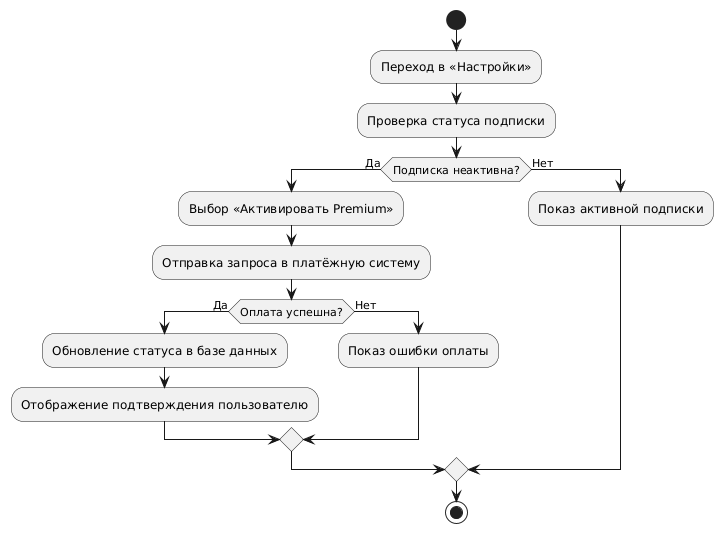 Переход в «Настройки»
Проверка статуса подписки
Да
Подписка неактивна?
Нет
Выбор «Активировать Premium»
Показ активной подписки
Отправка запроса в платёжную систему
Да
Оплата успешна?
Нет
Обновление статуса в базе данных
Показ ошибки оплаты
Отображение подтверждения пользователю